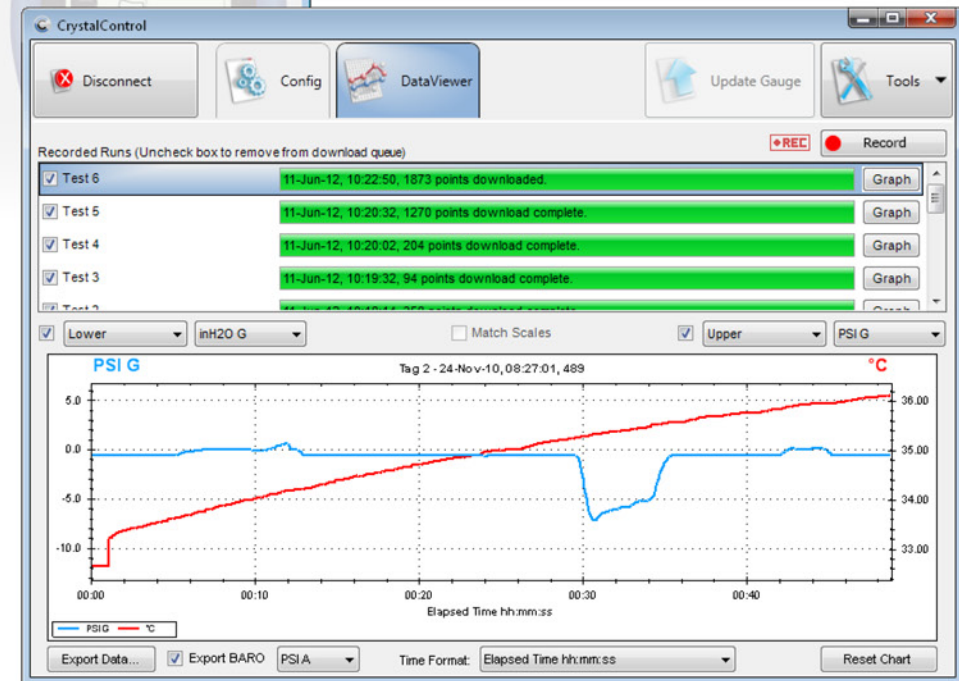 CrystalControl
Disconnect
Config
DataViewer
Update Gauge
Tools
Recorded Runs (Uncheck box to remove from download queue)
REC
Record
Test 6 11-Jun-12, 10:22:50, 1873 points downloaded. Graph
Test 5 11-Jun-12, 10:20:32, 1270 points download complete. Graph
Test 4 11-Jun-12, 10:20:02, 204 points download complete. Graph
Test 3 11-Jun-12, 10:19:32, 94 points download complete. Graph
Lower inH2O G Match Scales Upper PSI G
PSI G Tag 2 - 24-Nov-10, 08:27:01, 489 °C
5.0 36.00
0.0 35.00
-5.0 34.00
-10.0 33.00
00:00 00:10 00:20 00:30 00:40
Elapsed Time hh:mm:ss
PSIG °C
Export Data... Export BARO PSI A Time Format: Elapsed Time hh:mm:ss Reset Chart